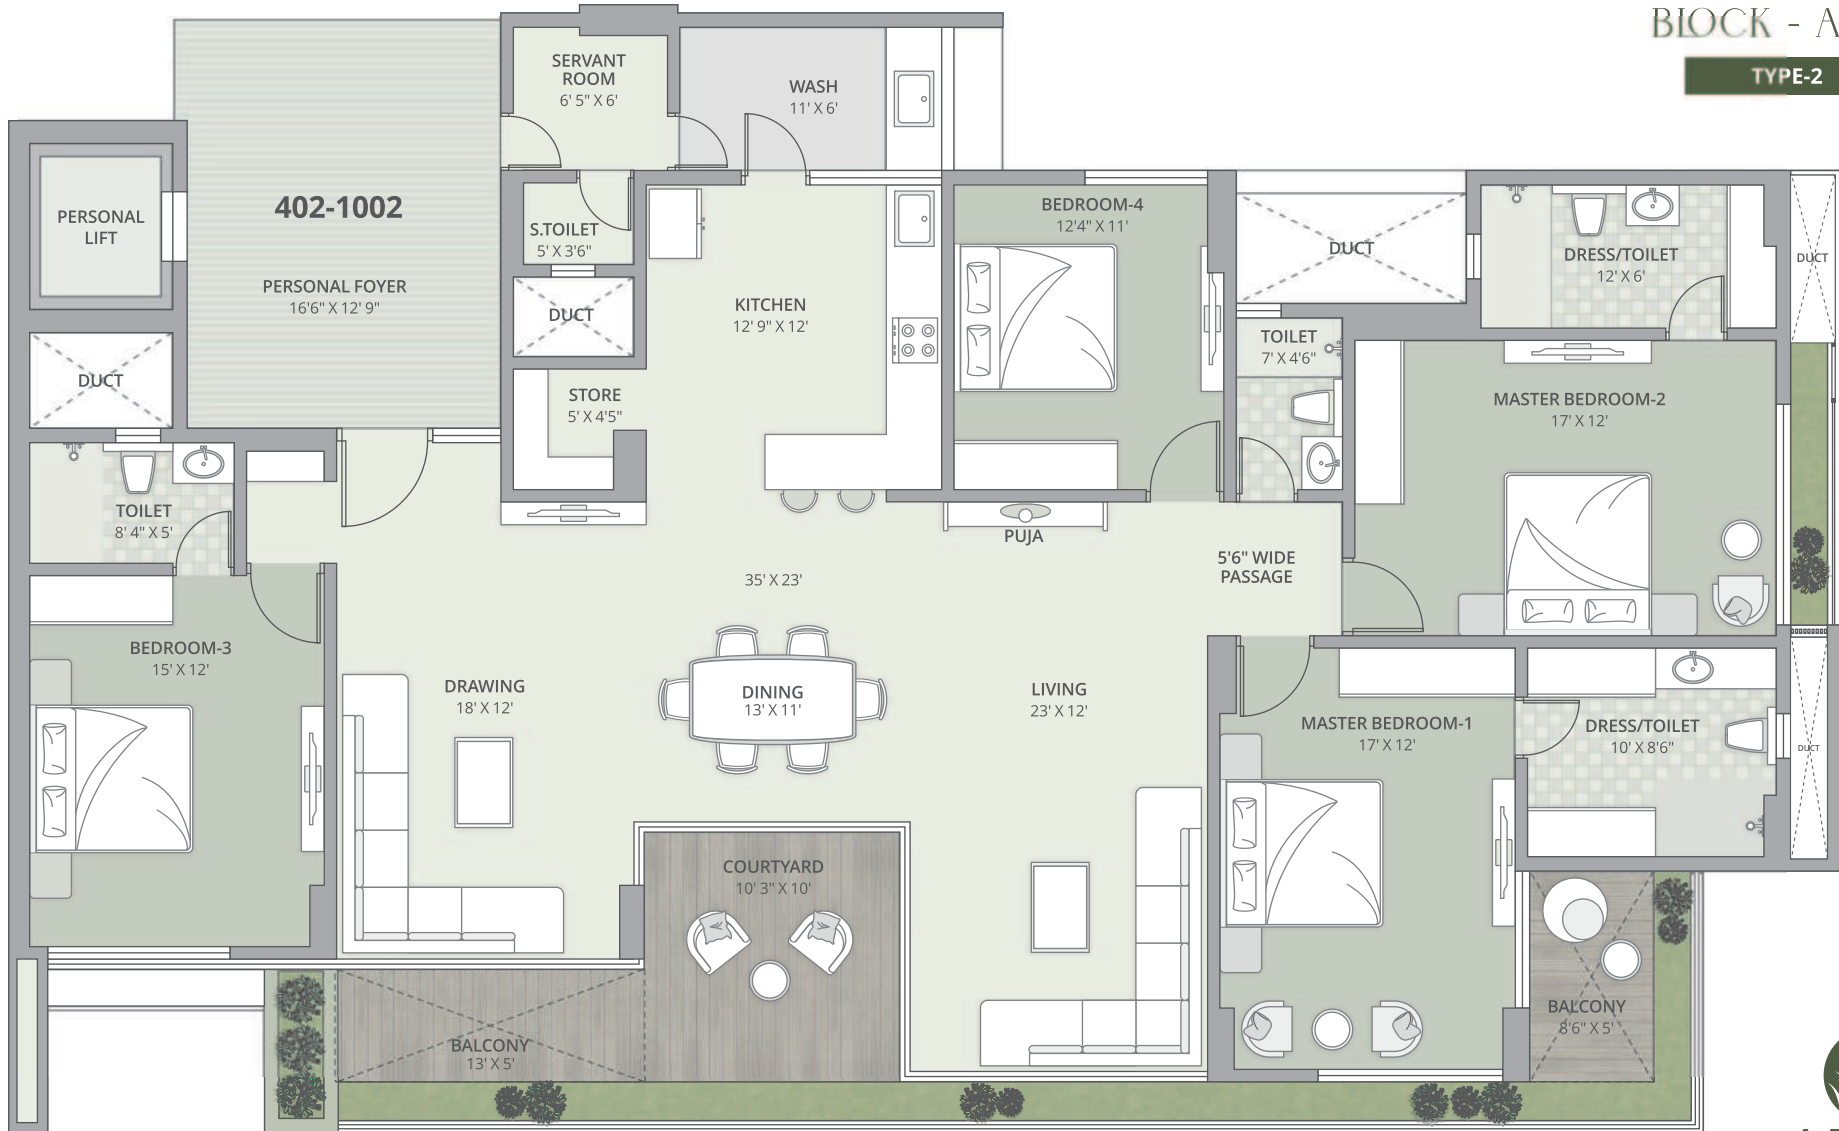 BLOCK - A
TYPE-2
SERVANT
ROOM
6' 5" X 6'
WASH
11' X 6'
PERSONAL
LIFT
402-1002
PERSONAL FOYER
16'6" X 12' 9"
S.TOILET
5' X 3'6"
DUCT
KITCHEN
12' 9" X 12'
BEDROOM-4
12'4" X 11'
DUCT
DRESS/TOILET
12' X 6'
DUCT
DUCT
STORE
5' X 4'5"
TOILET
7' X 4'6"
MASTER BEDROOM-2
17' X 12'
TOILET
8' 4" X 5'
PUJA
5'6" WIDE
PASSAGE
35' X 23'
BEDROOM-3
15' X 12'
DRAWING
18' X 12'
DINING
13' X 11'
LIVING
23' X 12'
MASTER BEDROOM-1
17' X 12'
DRESS/TOILET
10' X 8'6"
DUCT
COURTYARD
10' 3" X 10'
BALCONY
13' X 5'
BALCONY
8'6" X 5'